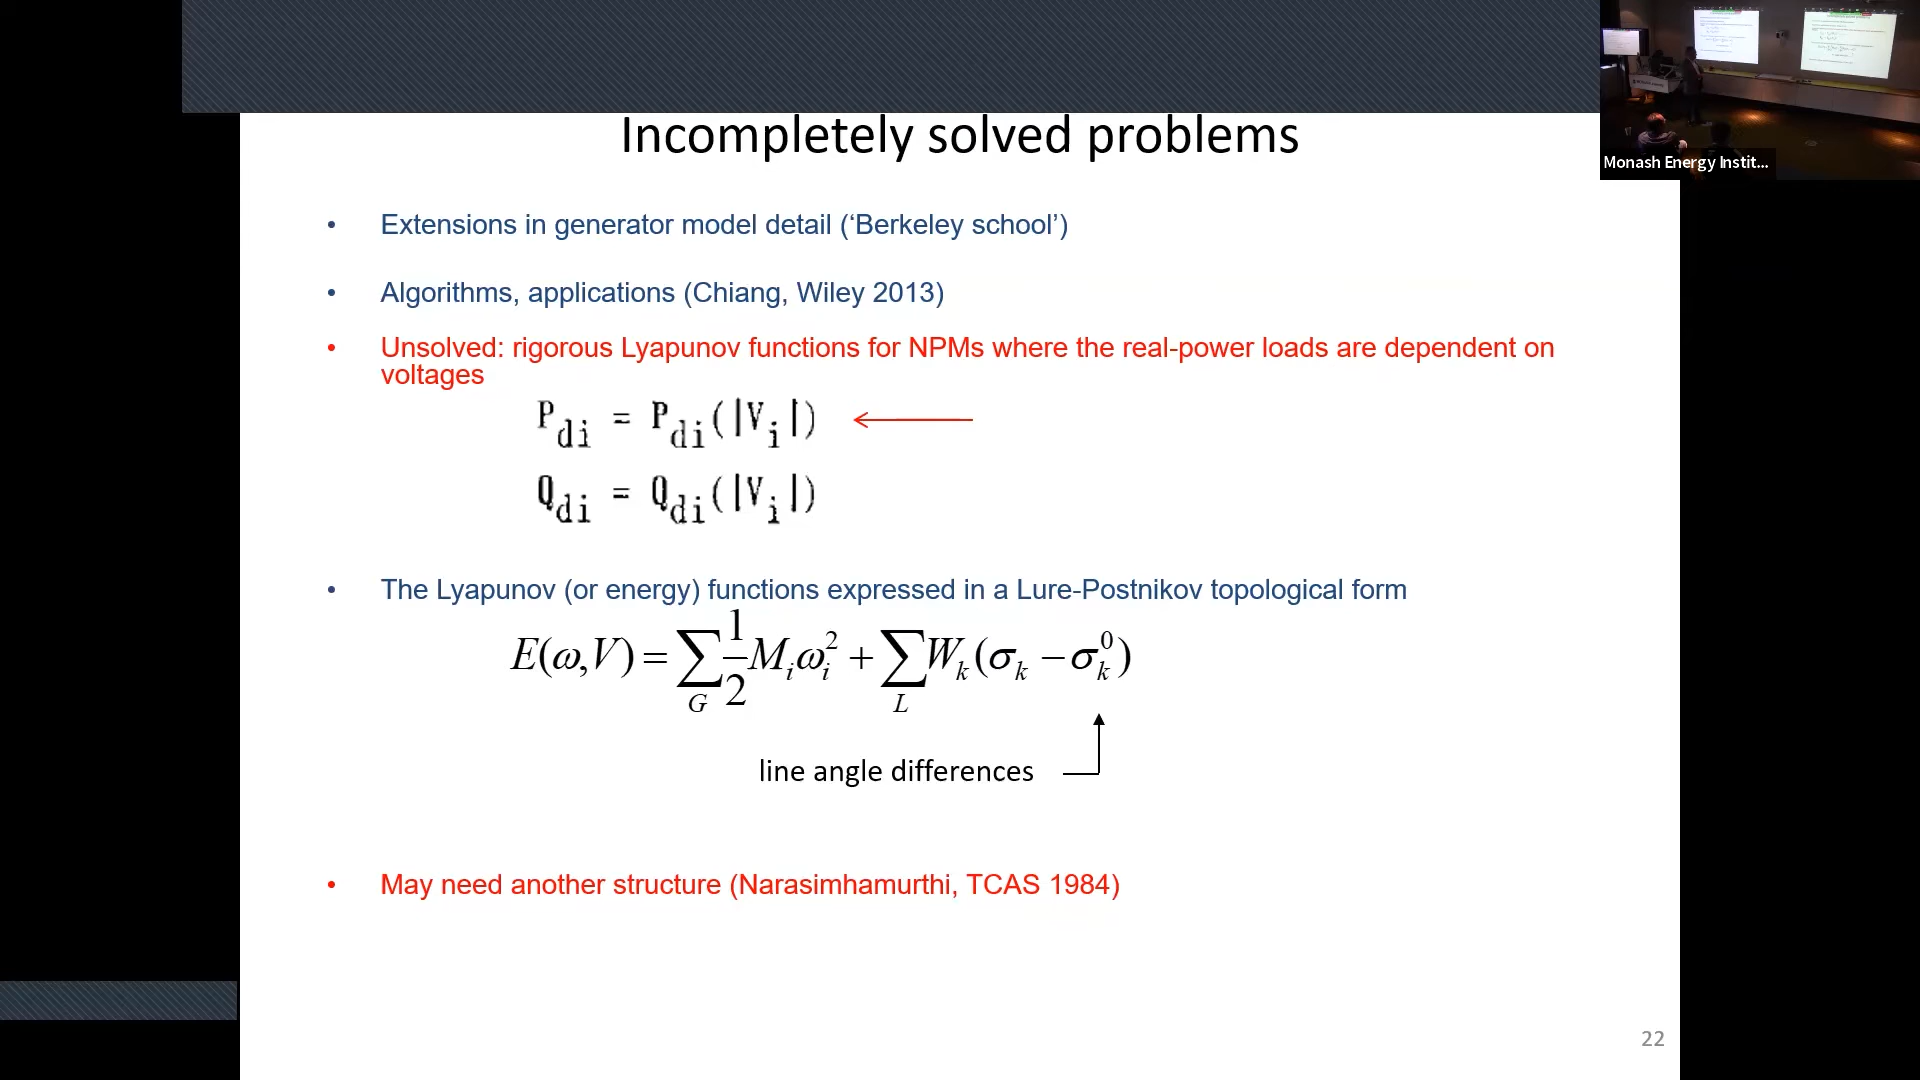 Incompletely solved problems
Monash Energy Instit...
• Extensions in generator model detail (‘Berkeley school’)
• Algorithms, applications (Chiang, Wiley 2013)
• Unsolved: rigorous Lyapunov functions for NPMs where the real-power loads are dependent on
voltages
P_di = P_di(|V_i|)
Q_di = Q_di(|V_i|)
• The Lyapunov (or energy) functions expressed in a Lure-Postnikov topological form
E(ω,V) = ∑_G 1/2 M_i ω_i^2 + ∑_L W_k (σ_k − σ_k^0)
line angle differences
• May need another structure (Narasimhamurthi, TCAS 1984)
22